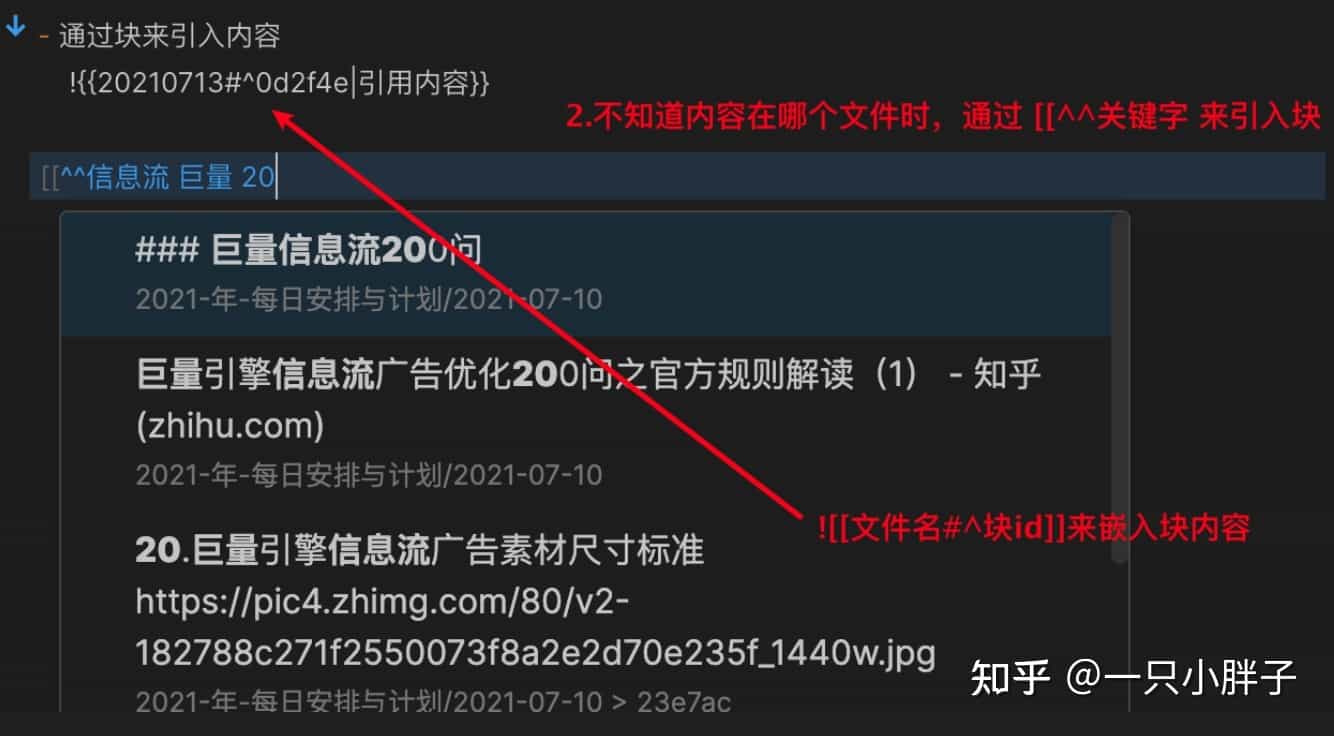 - 通过块来引入内容
!{{20210713#^0d2f4e|引用内容}}
2.不知道内容在哪个文件时，通过 [[^^关键字 来引入块
[[^^信息流 巨量 20
### 巨量信息流200问
2021-年-每日安排与计划/2021-07-10
巨量引擎信息流广告优化200问之官方规则解读（1） - 知乎
(zhihu.com)
2021-年-每日安排与计划/2021-07-10
![[文件名#^块id]]来嵌入块内容
20.巨量引擎信息流广告素材尺寸标准
https://pic4.zhimg.com/80/v2-
182788c271f2550073f8a2e2d70e235f_1440w.jpg
2021-年-每日安排与计划/2021-07-10 > 23e7ac
知乎 @一只小胖子